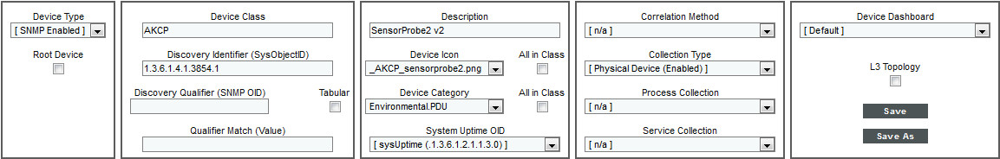 Device Type
[ SNMP Enabled ]
Root Device
Device Class
AKCP
Discovery Identifier (SysObjectID)
1.3.6.1.4.1.3854.1
Discovery Qualifier (SNMP OID)
Tabular
Qualifier Match (Value)
Description
SensorProbe2 v2
Device Icon
All in Class
_AKCP_sensorprobe2.png
Device Category
All in Class
Environmental.PDU
System Uptime OID
[ sysUptime (.1.3.6.1.2.1.1.3.0) ]
Correlation Method
[ n/a ]
Collection Type
[ Physical Device (Enabled) ]
Process Collection
[ n/a ]
Service Collection
[ n/a ]
Device Dashboard
[ Default ]
L3 Topology
Save
Save As